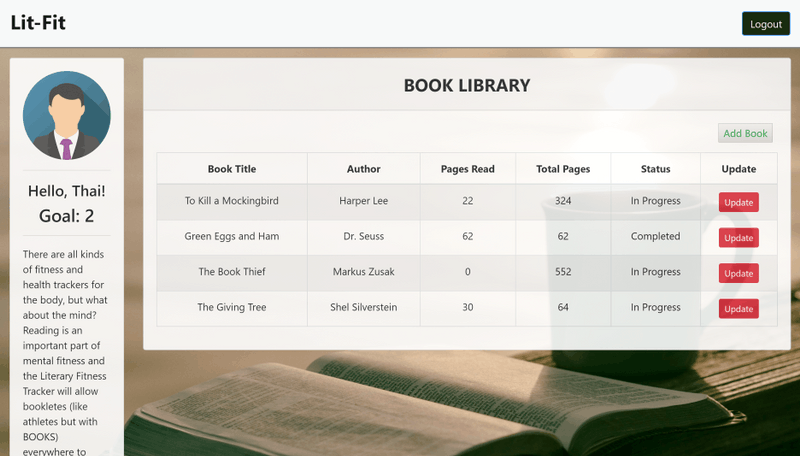 Lit-Fit
Logout
Hello, Thai!
Goal: 2
There are all kinds
of fitness and
health trackers for
the body, but what
about the mind?
Reading is an
important part of
mental fitness and
the Literary Fitness
Tracker will allow
bookletes (like
athletes but with
BOOKS)
everywhere to
BOOK LIBRARY
Add Book
Book Title Author Pages Read Total Pages Status Update
To Kill a Mockingbird Harper Lee 22 324 In Progress Update
Green Eggs and Ham Dr. Seuss 62 62 Completed Update
The Book Thief Markus Zusak 0 552 In Progress Update
The Giving Tree Shel Silverstein 30 64 In Progress Update